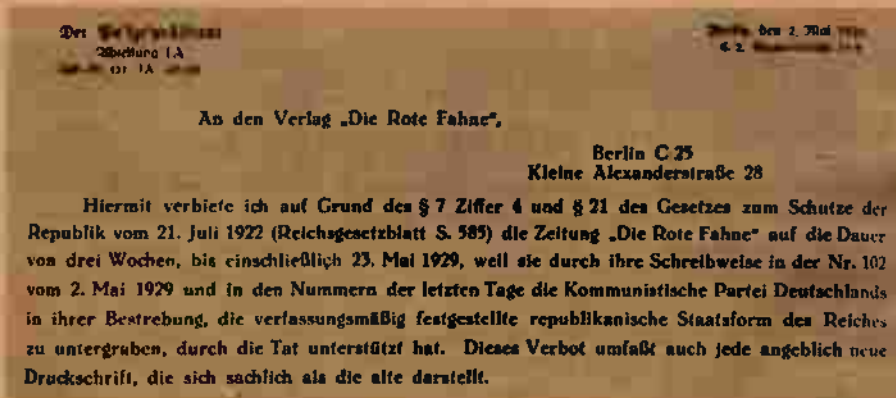 Der Polizeipräsident
Abteilung I A
I A
den 2. Mai
An den Verlag „Die Rote Fahne",
Berlin C 25
Kleine Alexanderstraße 28
Hiermit verbiete ich auf Grund des § 7 Ziffer 4 und § 21 des Gesetzes zum Schutze der
Republik vom 21. Juli 1922 (Reichsgesetzblatt S. 585) die Zeitung „Die Rote Fahne" auf die Dauer
von drei Wochen, bis einschließlich 23. Mai 1929, weil sie durch ihre Schreibweise in der Nr. 102
vom 2. Mai 1929 und in den Nummern der letzten Tage die Kommunistische Partei Deutschlands
in ihrer Bestrebung, die verfassungsmäßig festgestellte republikanische Staatsform des Reiches
zu untergraben, durch die Tat unterstützt hat. Dieses Verbot umfaßt auch jede angeblich neue
Druckschrift, die sich sachlich als die alte darstellt.